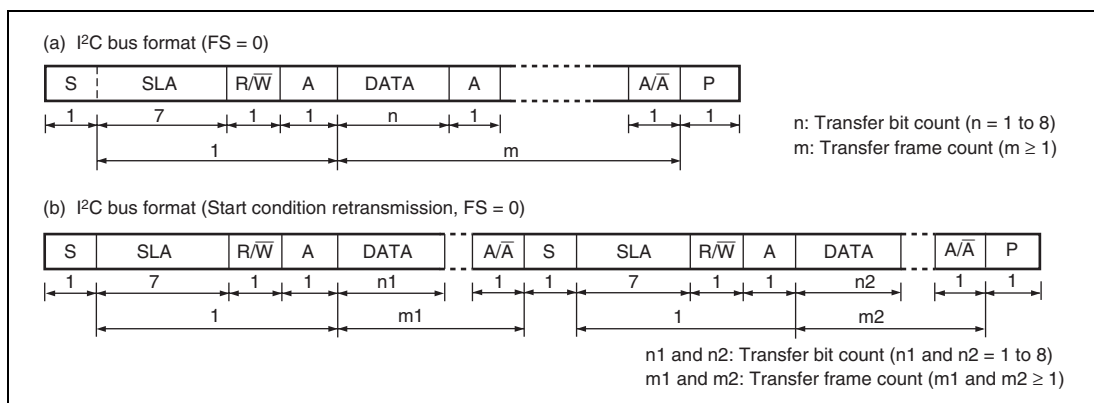 (a) I²C bus format (FS = 0)
S SLA R/W̅ A DATA A A/A̅ P
1 7 1 1 n 1 1 1
1 m
n: Transfer bit count (n = 1 to 8)
m: Transfer frame count (m ≥ 1)
(b) I²C bus format (Start condition retransmission, FS = 0)
S SLA R/W̅ A DATA A/A̅ S SLA R/W̅ A DATA A/A̅ P
1 7 1 1 n1 1 1 7 1 1 n2 1 1
1 m1 1 m2
n1 and n2: Transfer bit count (n1 and n2 = 1 to 8)
m1 and m2: Transfer frame count (m1 and m2 ≥ 1)